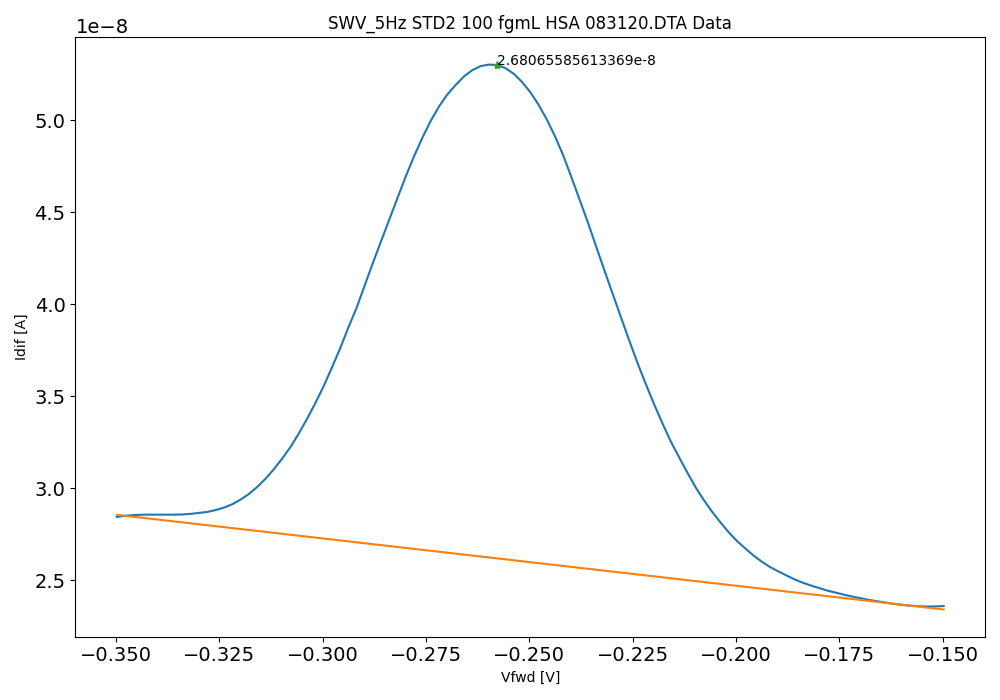 SWV_5Hz STD2 100 fgmL HSA 083120.DTA Data
1e−8
2.68065585613369e-8
5.0
4.5
4.0
3.5
3.0
2.5
Idif [A]
−0.350 −0.325 −0.300 −0.275 −0.250 −0.225 −0.200 −0.175 −0.150
Vfwd [V]